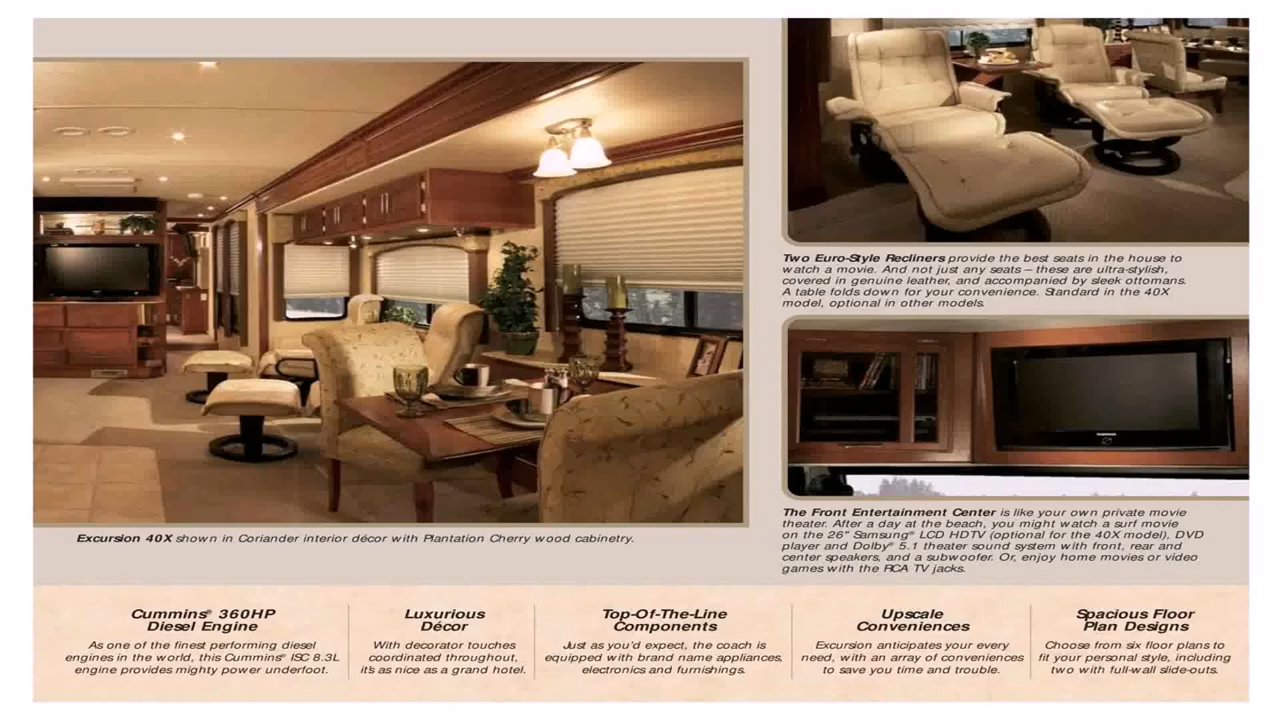 Two Euro-Style Recliners provide the best seats in the house to
watch a movie. And not just any seats – these are ultra-stylish,
covered in genuine leather, and accompanied by sleek ottomans.
A table folds down for your convenience. Standard in the 40X
model, optional in other models.
Excursion 40X shown in Coriander interior décor with Plantation Cherry wood cabinetry.
The Front Entertainment Center is like your own private movie
theater. After a day at the beach, you might watch a surf movie
on the 26" Samsung® LCD HDTV (optional for the 40X model), DVD
player and Dolby® 5.1 theater sound system with front, rear and
center speakers, and a subwoofer. Or, enjoy home movies or video
games with the RCA TV jacks.
Cummins® 360HP
Diesel Engine
As one of the finest performing diesel
engines in the world, this Cummins® ISC 8.3L
engine provides mighty power underfoot.
Luxurious
Décor
With decorator touches
coordinated throughout,
it's as nice as a grand hotel.
Top-Of-The-Line
Components
Just as you'd expect, the coach is
equipped with brand name appliances,
electronics and furnishings.
Upscale
Conveniences
Excursion anticipates your every
need, with an array of conveniences
to save you time and trouble.
Spacious Floor
Plan Designs
Choose from six floor plans to
fit your personal style, including
two with full-wall slide-outs.